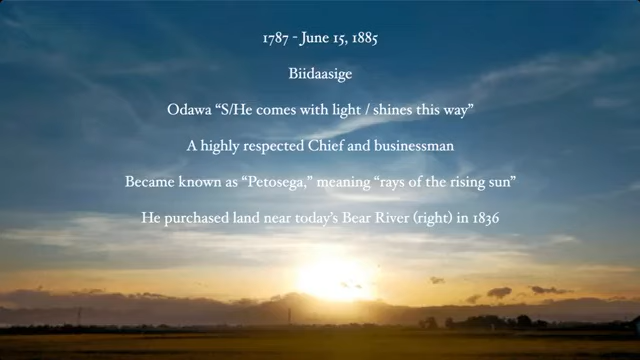 1787 - June 15, 1885
Biidaasige
Odawa “S/He comes with light / shines this way”
A highly respected Chief and businessman
Became known as “Petosega,” meaning “rays of the rising sun”
He purchased land near today’s Bear River (right) in 1836